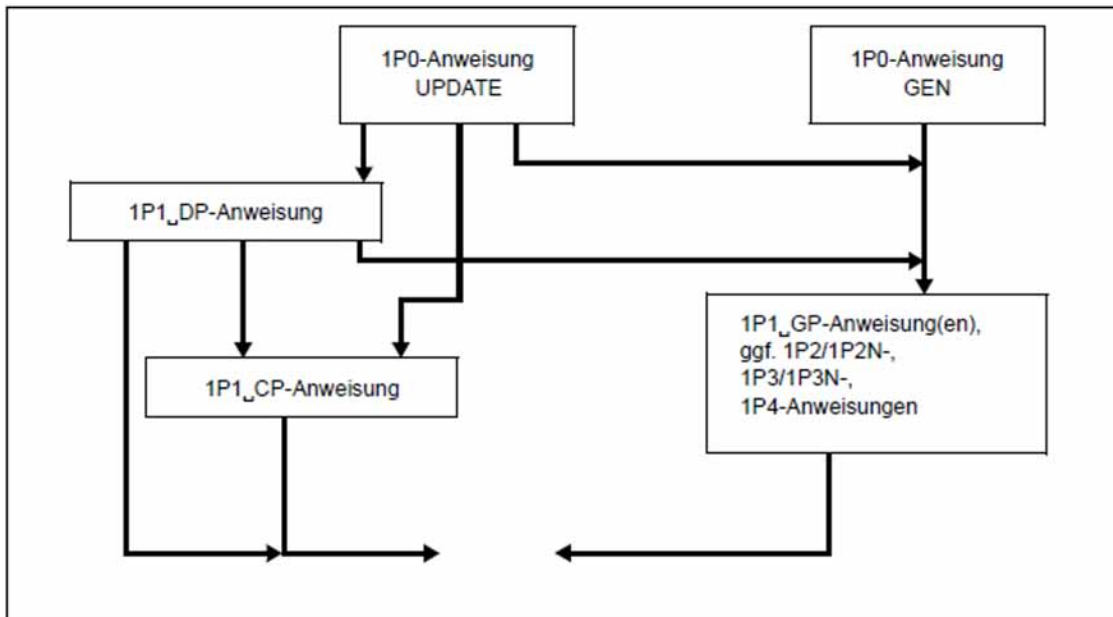 1P0-Anweisung
UPDATE
1P0-Anweisung
GEN
1P1␣DP-Anweisung
1P1␣GP-Anweisung(en),
ggf. 1P2/1P2N-,
1P3/1P3N-,
1P4-Anweisungen
1P1␣CP-Anweisung